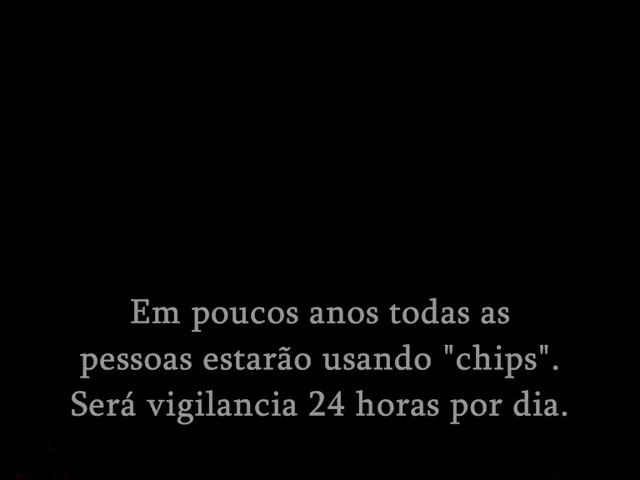 Em poucos anos todas as
pessoas estarão usando "chips".
Será vigilancia 24 horas por dia.